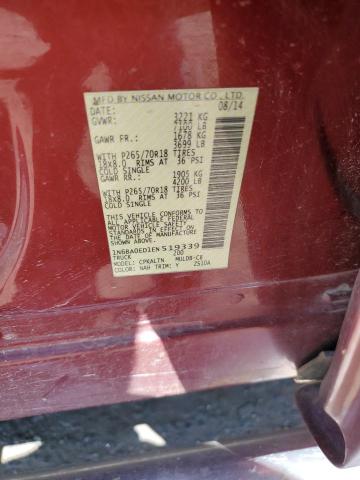 MFD BY NISSAN MOTOR CO., LTD.
DATE: 08/14
GVWR: 3221 KG
7100 LB
GAWR FR: 1678 KG
3699 LB
WITH P265/70R18 TIRES
18X8.0 RIMS AT 36 PSI
COLD SINGLE
GAWR RR: 1905 KG
4200 LB
WITH P265/70R18 TIRES
18X8.0 RIMS AT 36 PSI
COLD SINGLE
THIS VEHICLE CONFORMS TO
ALL APPLICABLE FEDERAL
MOTOR VEHICLE SAFETY
STANDARDS IN EFFECT ON THE
DATE OF MANUFACTURE
1N6BA0ED1EN519339
TRUCK 200
MODEL: CPKALTN
COLOR: NAH TRIM: Y